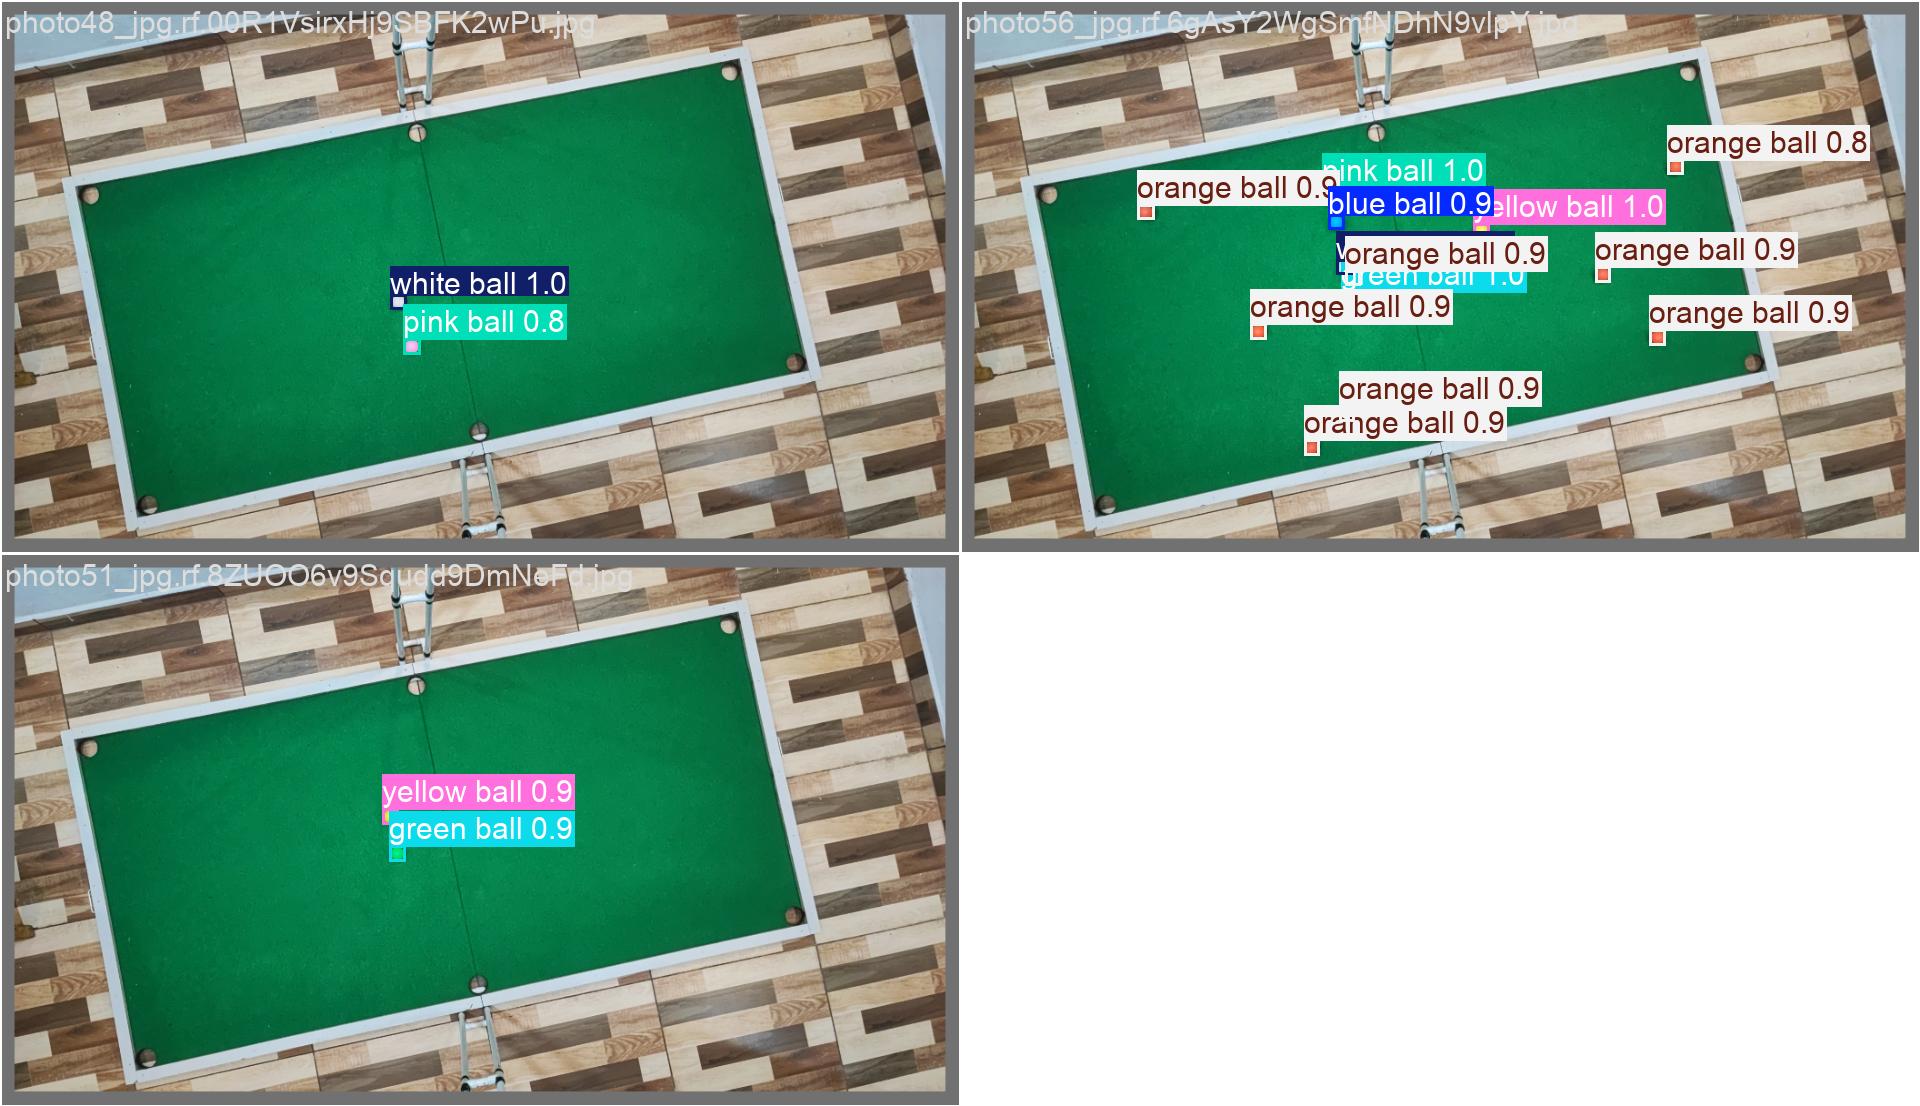 photo48_jpg.rf.00R1VsirxHj9SBFK2wPu.jpg
white ball 1.0
pink ball 0.8
photo56_jpg.rf.6gAsY2WgSmfNDhN9vlpY.jpg
orange ball 0.8
pink ball 1.0
orange ball 0.9
blue ball 0.9
yellow ball 1.0
orange ball 0.9
orange ball 0.9
green ball 1.0
orange ball 0.9
orange ball 0.9
orange ball 0.9
orange ball 0.9
photo51_jpg.rf.8ZUOO6v9Squdd9DmNeFd.jpg
yellow ball 0.9
green ball 0.9